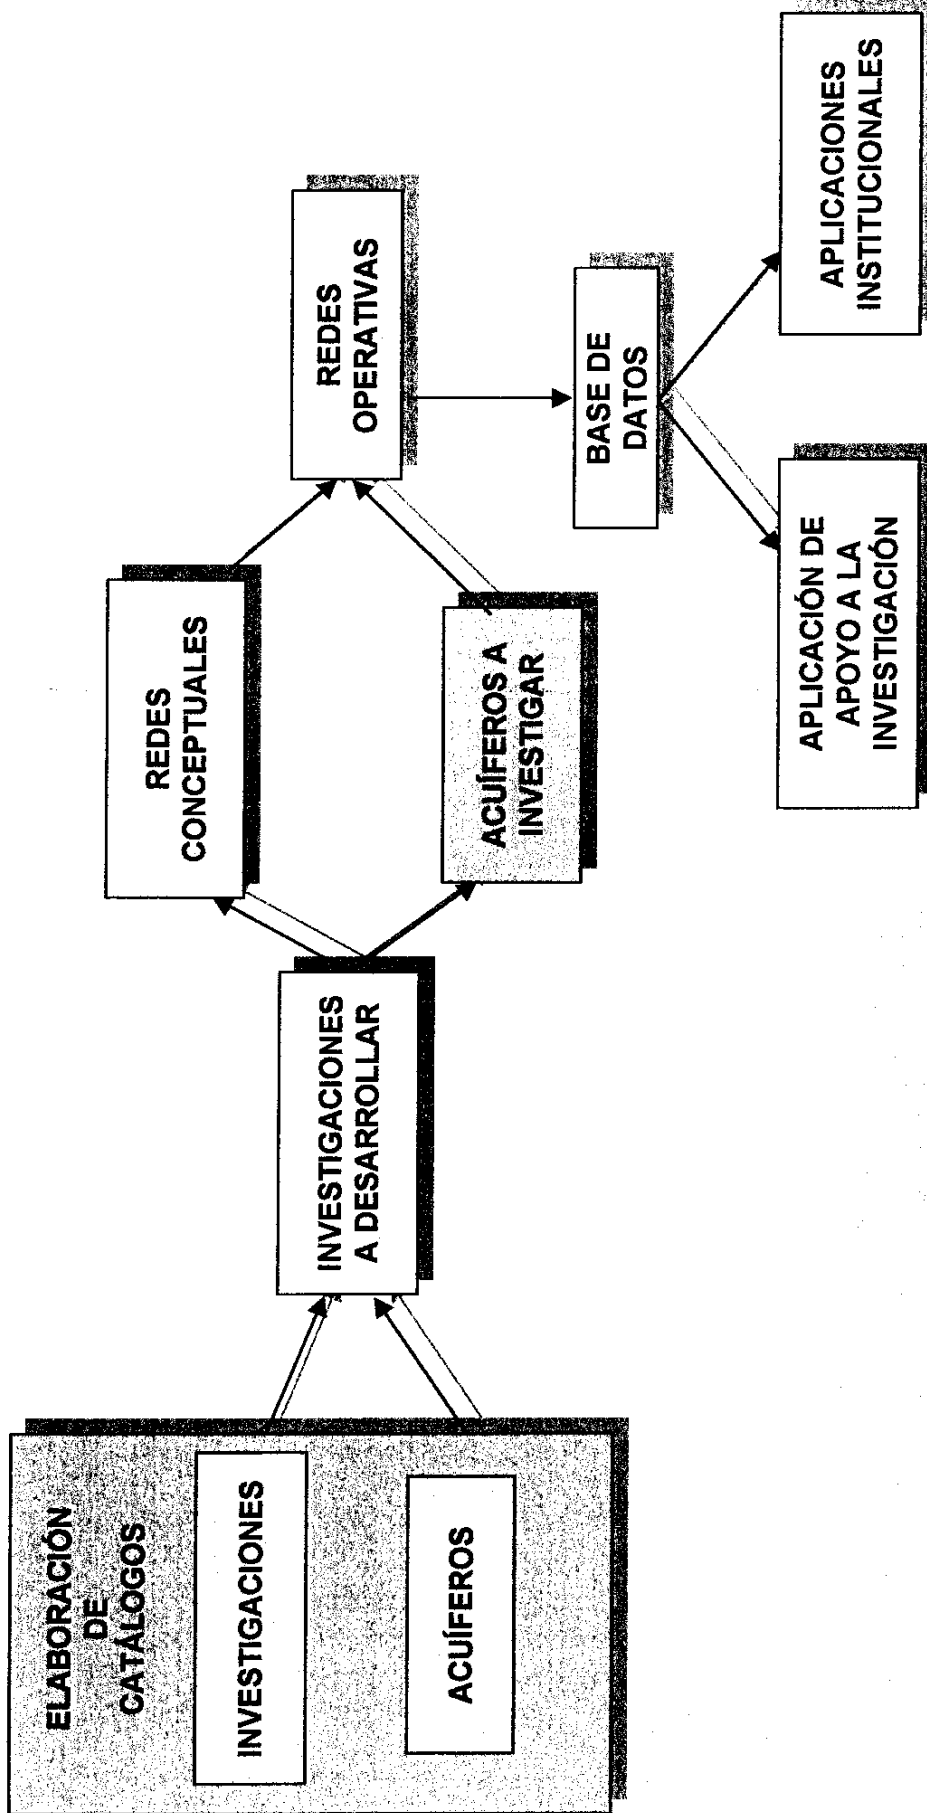 ELABORACIÓN
DE
CATÁLOGOS
INVESTIGACIONES
ACUÍFEROS
INVESTIGACIONES
A DESARROLLAR
REDES
CONCEPTUALES
ACUÍFEROS A
INVESTIGAR
REDES
OPERATIVAS
BASE DE
DATOS
APLICACIÓN DE
APOYO A LA
INVESTIGACIÓN
APLICACIONES
INSTITUCIONALES